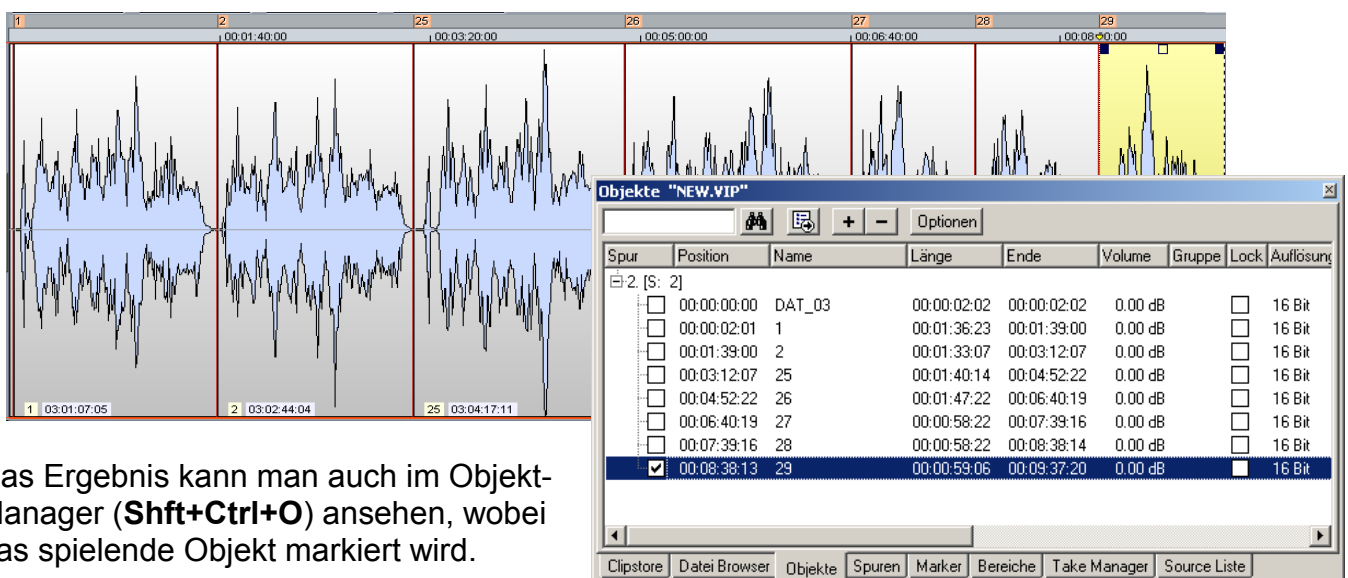 1 2 25 26 27 28 29
00:01:40:00 00:03:20:00 00:05:00:00 00:06:40:00 00:08 0:00
1 03:01:07:05 2 03:02:44:04 25 03:04:17:11
Objekte "NEW.VIP"
+ − Optionen
Spur Position Name Länge Ende Volume Gruppe Lock Auflösung
2. [S: 2]
00:00:00:00 DAT_03 00:00:02:02 00:00:02:02 0.00 dB 16 Bit
00:00:02:01 1 00:01:36:23 00:01:39:00 0.00 dB 16 Bit
00:01:39:00 2 00:01:33:07 00:03:12:07 0.00 dB 16 Bit
00:03:12:07 25 00:01:40:14 00:04:52:22 0.00 dB 16 Bit
00:04:52:22 26 00:01:47:22 00:06:40:19 0.00 dB 16 Bit
00:06:40:19 27 00:00:58:22 00:07:39:16 0.00 dB 16 Bit
00:07:39:16 28 00:00:58:22 00:08:38:14 0.00 dB 16 Bit
00:08:38:13 29 00:00:59:06 00:09:37:20 0.00 dB 16 Bit
Clipstore Datei Browser Objekte Spuren Marker Bereiche Take Manager Source Liste
as Ergebnis kann man auch im Objekt-
anager (Shft+Ctrl+O) ansehen, wobei
as spielende Objekt markiert wird.